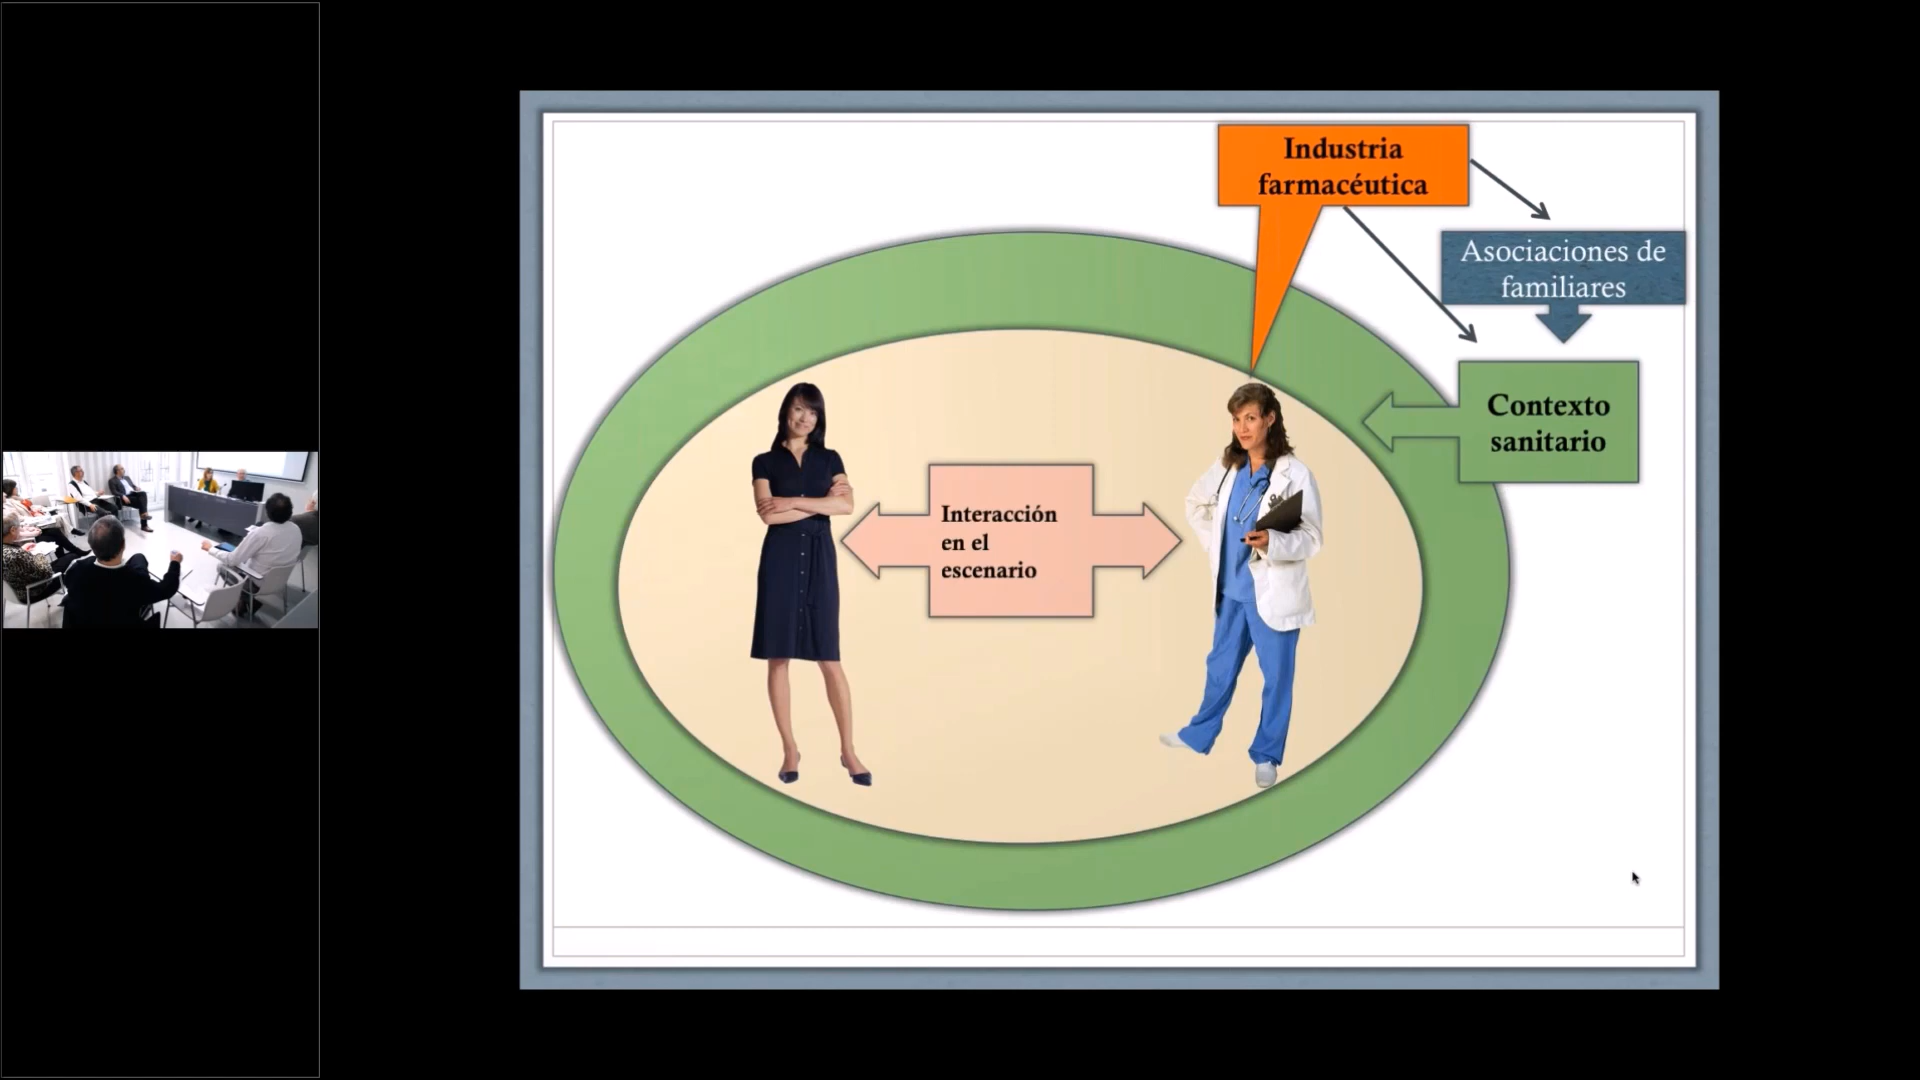 Industria
farmacéutica
Asociaciones de
familiares
Contexto
sanitario
Interacción
en el
escenario